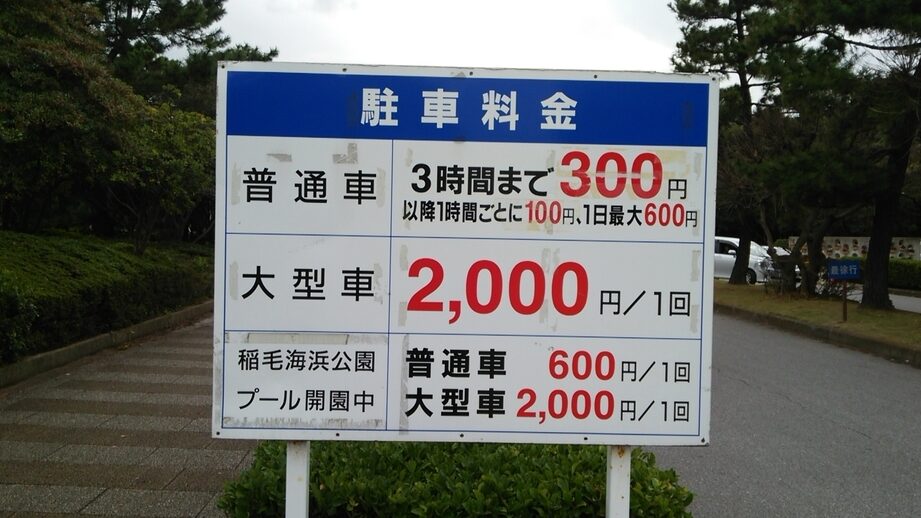 駐車料金
普通車
3時間まで 300円
以降1時間ごとに100円、1日最大600円
大型車
2,000円/1回
稲毛海浜公園
プール開園中
普通車 600円/1回
大型車 2,000円/1回
最徐行